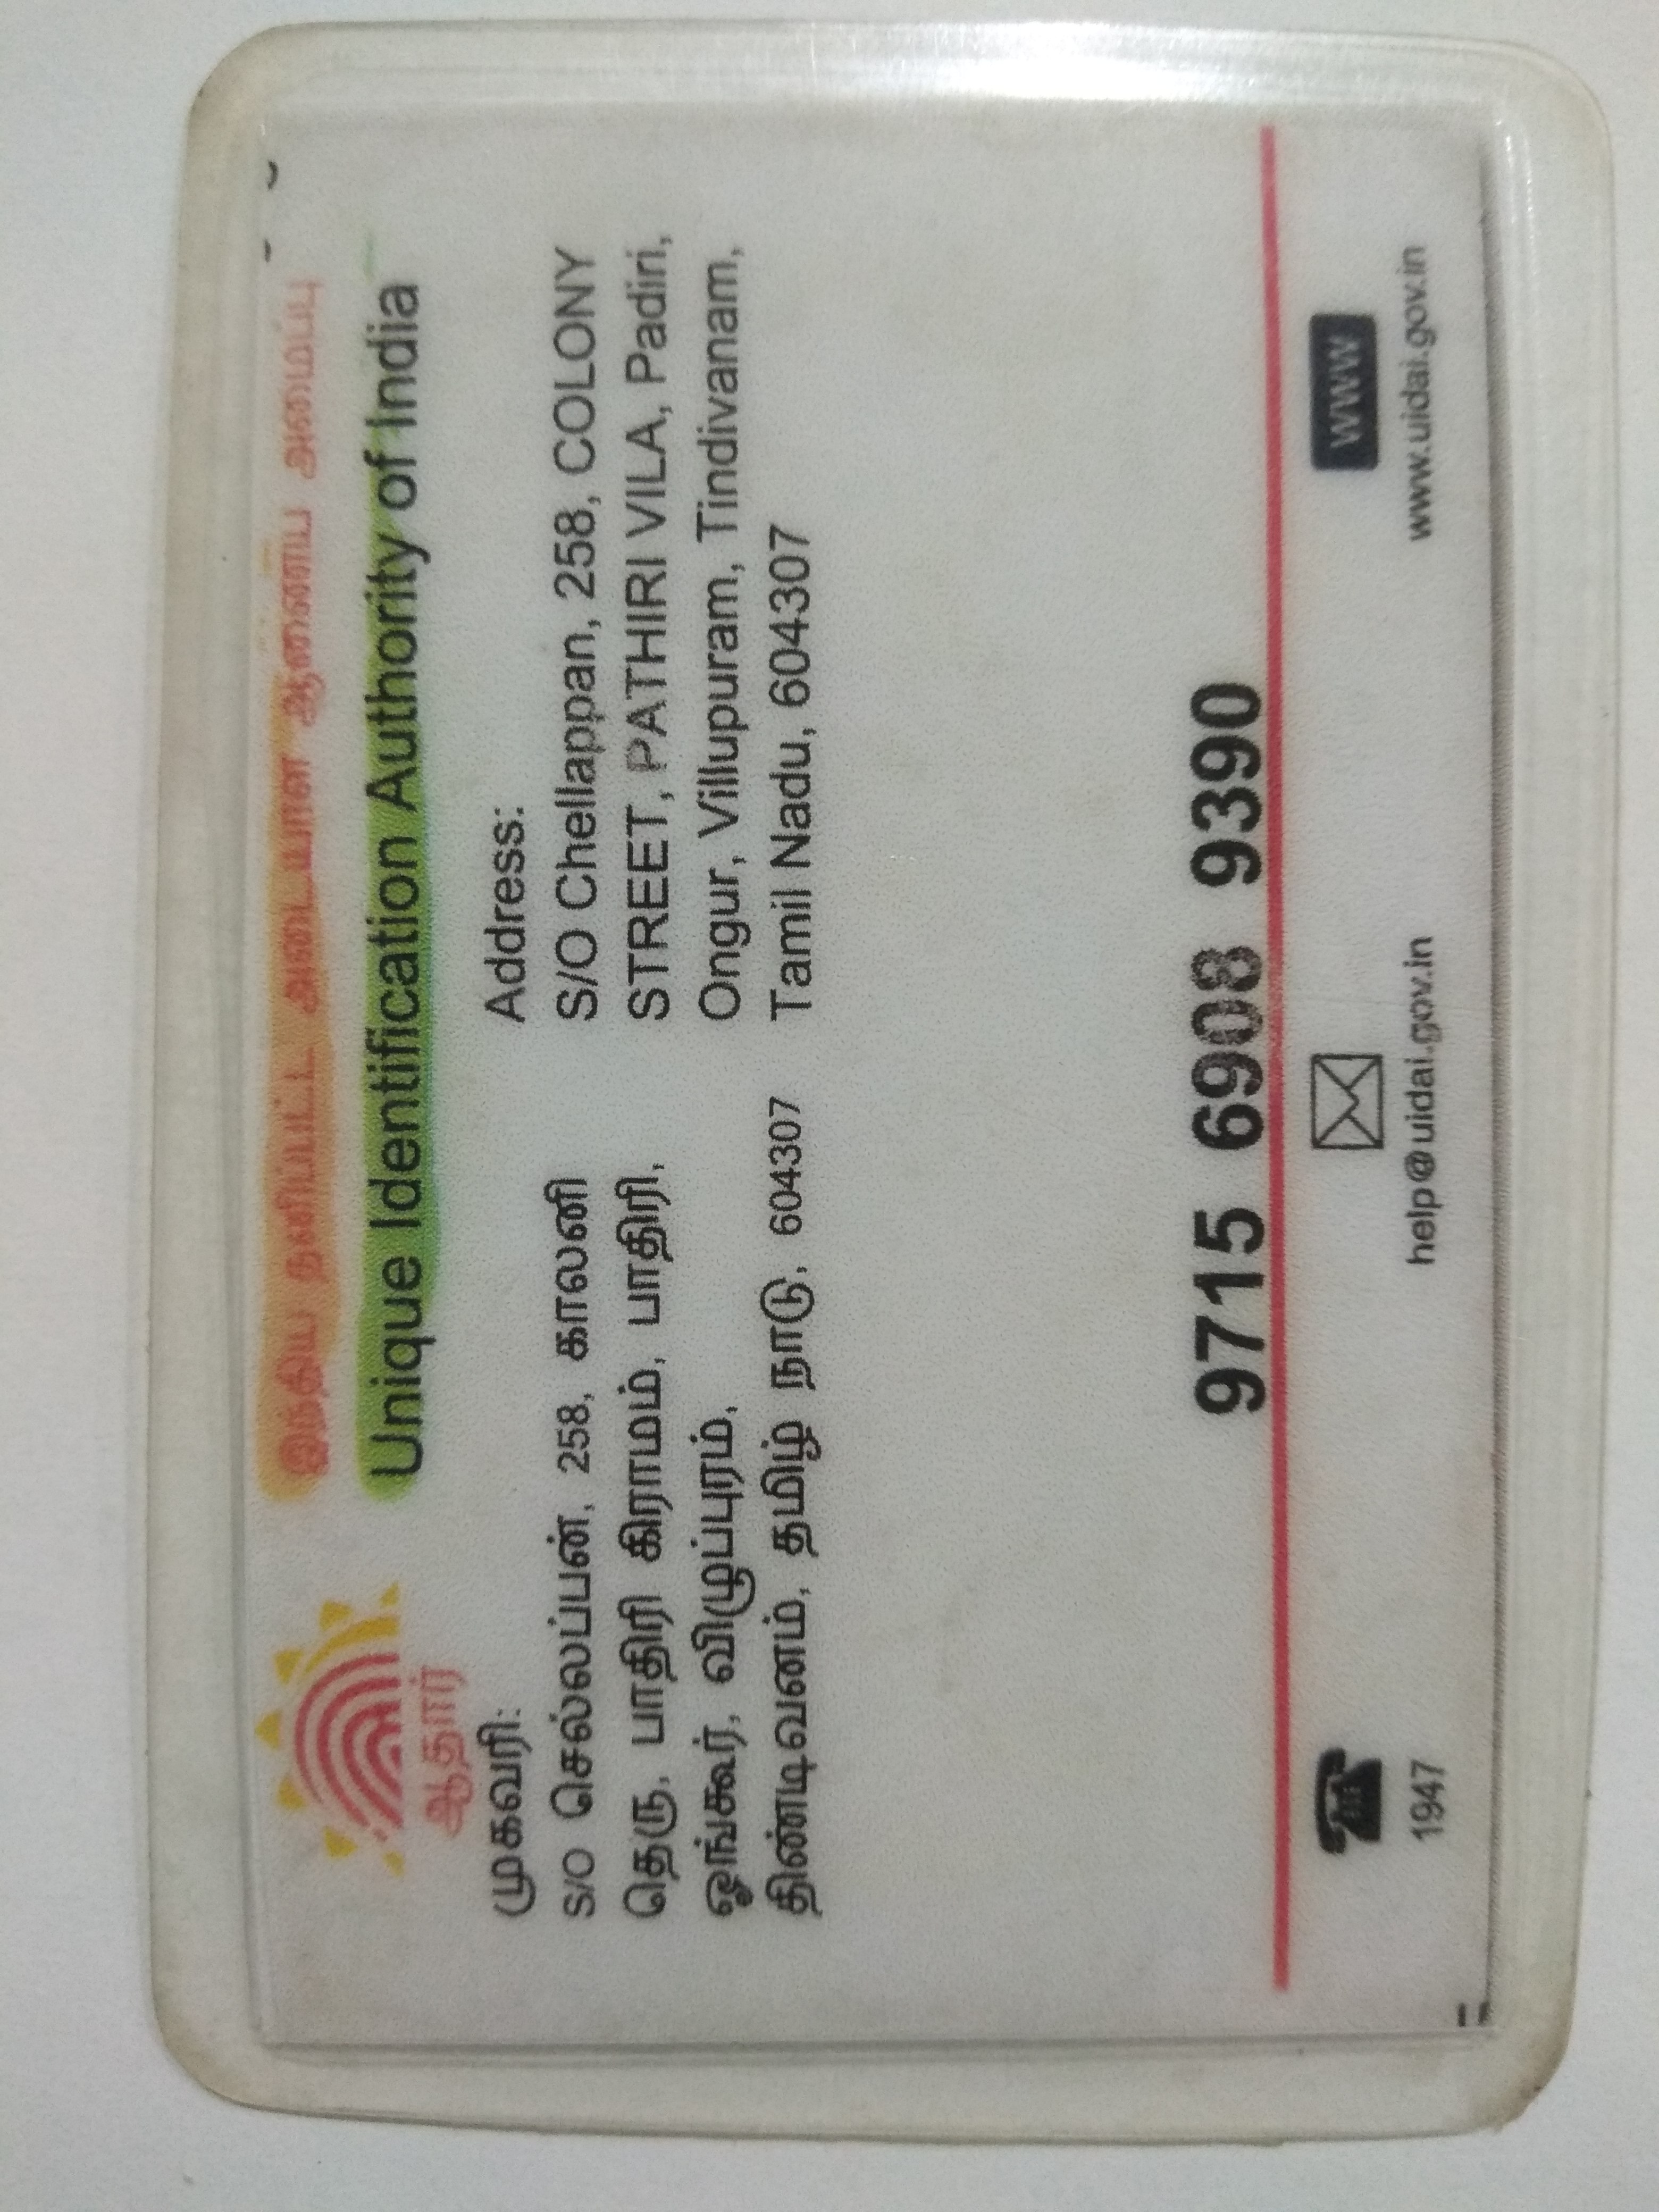 இந்திய தனிப்பட்ட அடையாள ஆணைய அமைப்பு
Unique Identification Authority of India
ஆதார்
முகவரி:
S/O செல்லப்பன், 258, காலனி
தெரு, பாதிரி கிராமம், பாதிரி,
ஓங்கூர், விழுப்புரம்,
திண்டிவனம், தமிழ் நாடு, 604307
Address:
S/O Chellappan, 258, COLONY
STREET, PATHIRI VILA, Padiri,
Ongur, Villupuram, Tindivanam,
Tamil Nadu, 604307
9715 6908 9390
1947
help@uidai.gov.in
WWW
www.uidai.gov.in